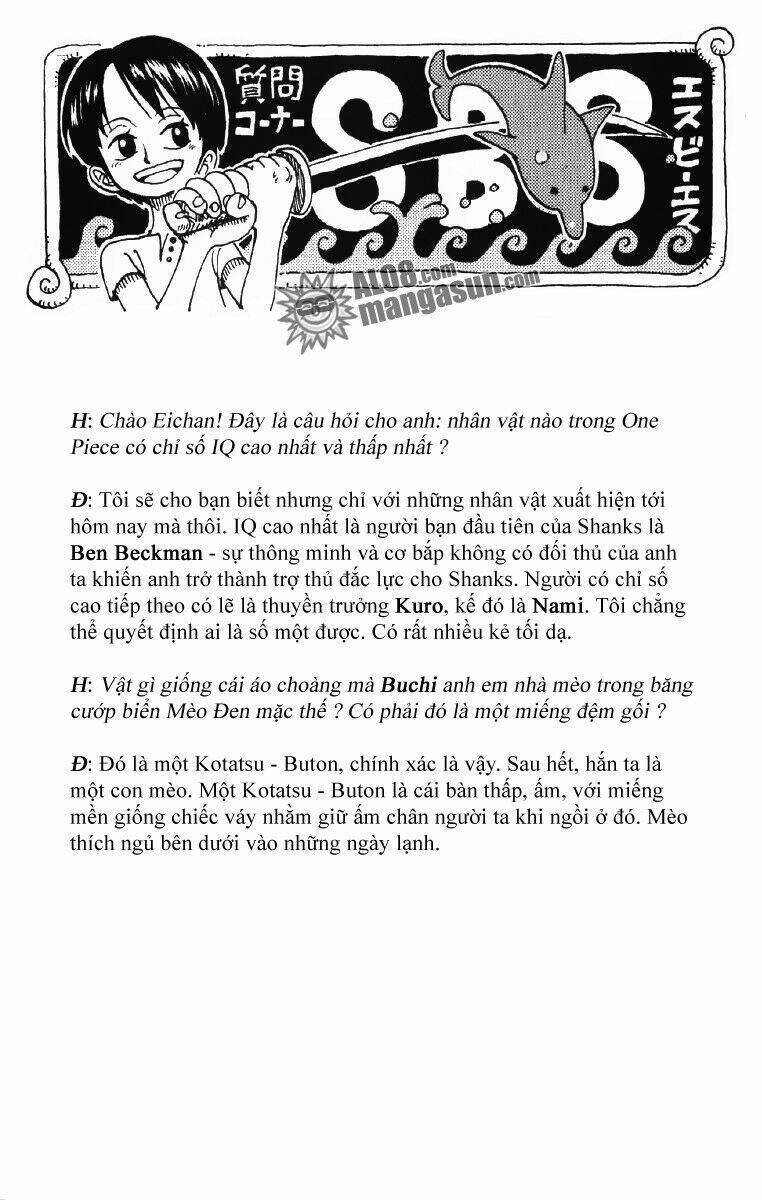 質問
コーナー
SBS
エスビーエス
AL08.com
mangasun.com
H: Chào Eichan! Đây là câu hỏi cho anh: nhân vật nào trong One
Piece có chỉ số IQ cao nhất và thấp nhất ?
Đ: Tôi sẽ cho bạn biết nhưng chỉ với những nhân vật xuất hiện tới
hôm nay mà thôi. IQ cao nhất là người bạn đầu tiên của Shanks là
Ben Beckman - sự thông minh và cơ bắp không có đối thủ của anh
ta khiến anh trở thành trợ thủ đắc lực cho Shanks. Người có chỉ số
cao tiếp theo có lẽ là thuyền trưởng Kuro, kế đó là Nami. Tôi chẳng
thể quyết định ai là số một được. Có rất nhiều kẻ tối dạ.
H: Vật gì giống cái áo choàng mà Buchi anh em nhà mèo trong băng
cướp biển Mèo Đen mặc thế ? Có phải đó là một miếng đệm gối ?
Đ: Đó là một Kotatsu - Buton, chính xác là vậy. Sau hết, hắn ta là
một con mèo. Một Kotatsu - Buton là cái bàn thấp, ấm, với miếng
mền giống chiếc váy nhằm giữ ấm chân người ta khi ngồi ở đó. Mèo
thích ngủ bên dưới vào những ngày lạnh.